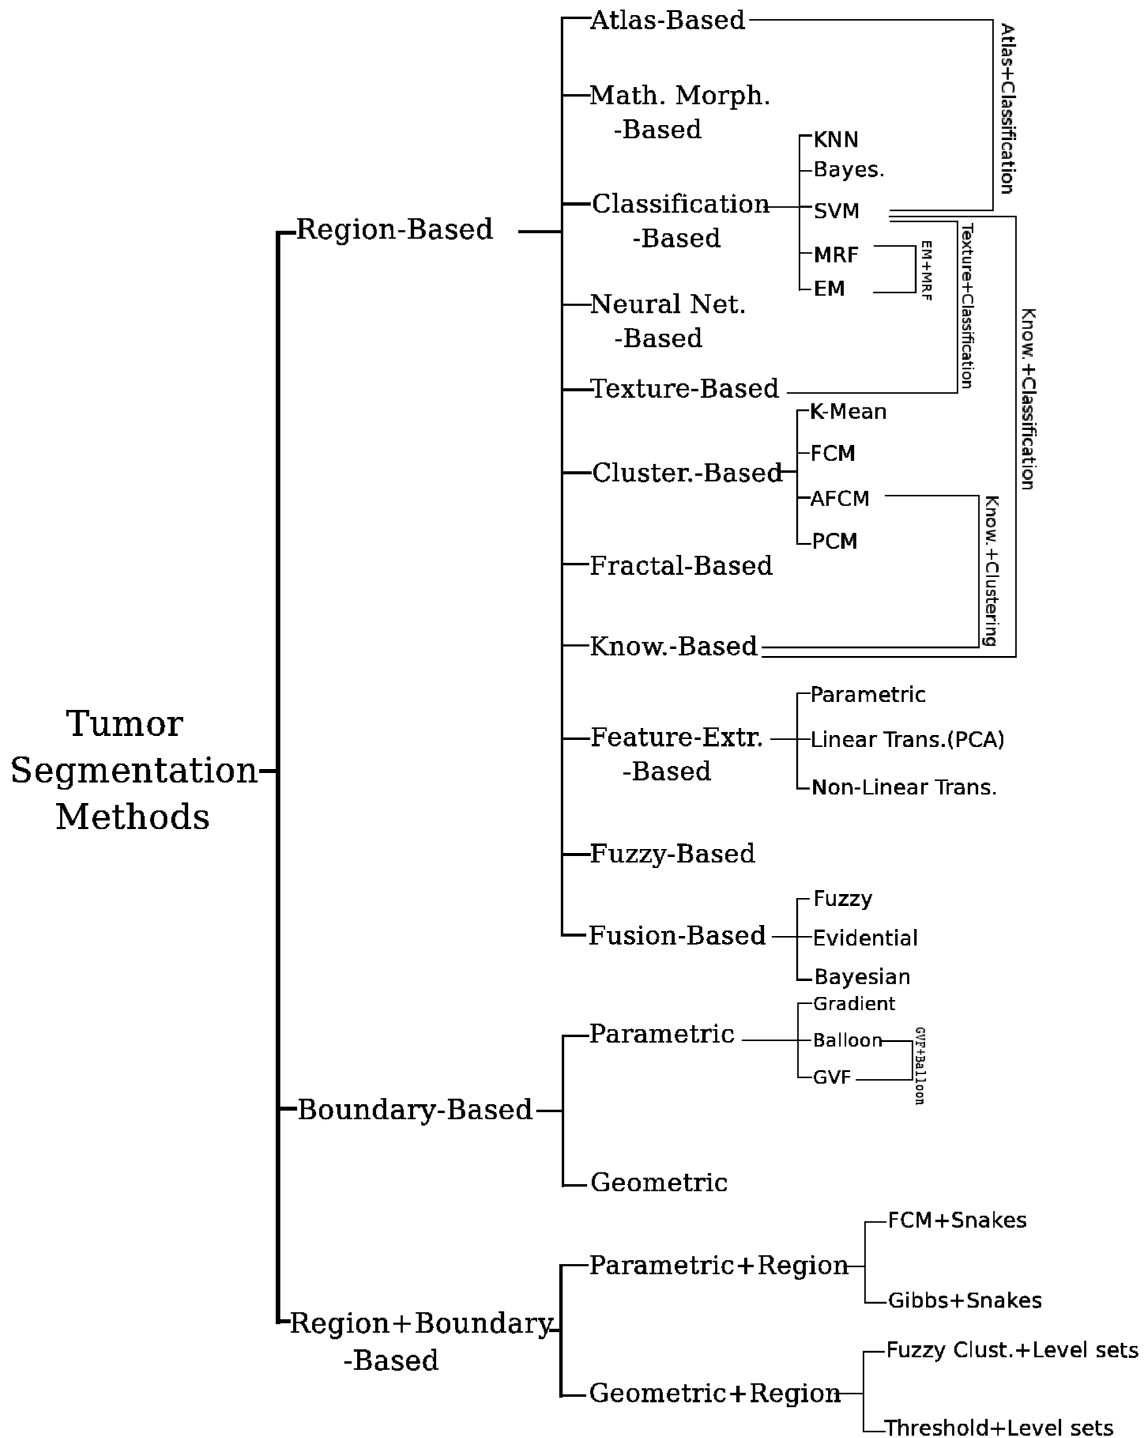 Tumor
Segmentation
Methods
Region-Based
Atlas-Based
Math. Morph.
-Based
Classification
-Based
KNN
Bayes.
SVM
MRF
EM
EM+MRF
Atlas+Classification
Texture+Classification
Know.+Classification
Neural Net.
-Based
Texture-Based
Cluster.-Based
K-Mean
FCM
AFCM
PCM
Know.+Clustering
Fractal-Based
Know.-Based
Feature-Extr.
-Based
Parametric
Linear Trans.(PCA)
Non-Linear Trans.
Fuzzy-Based
Fusion-Based
Fuzzy
Evidential
Bayesian
Boundary-Based
Parametric
Gradient
Balloon
GVF
GVF+Balloon
Geometric
Region+Boundary
-Based
Parametric+Region
FCM+Snakes
Gibbs+Snakes
Geometric+Region
Fuzzy Clust.+Level sets
Threshold+Level sets